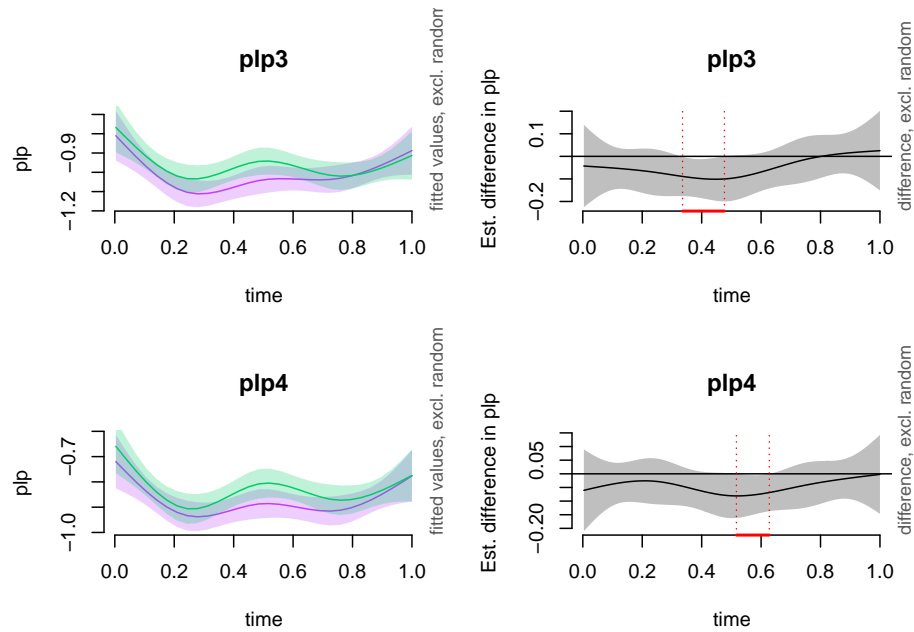 plp3
plp
−0.9
−1.2
0.0 0.2 0.4 0.6 0.8 1.0
time
fitted values, excl. random
plp3
Est. difference in plp
0.1
−0.2
0.0 0.2 0.4 0.6 0.8 1.0
time
difference, excl. random
plp4
plp
−0.7
−1.0
0.0 0.2 0.4 0.6 0.8 1.0
time
fitted values, excl. random
plp4
Est. difference in plp
0.05
−0.20
0.0 0.2 0.4 0.6 0.8 1.0
time
difference, excl. random